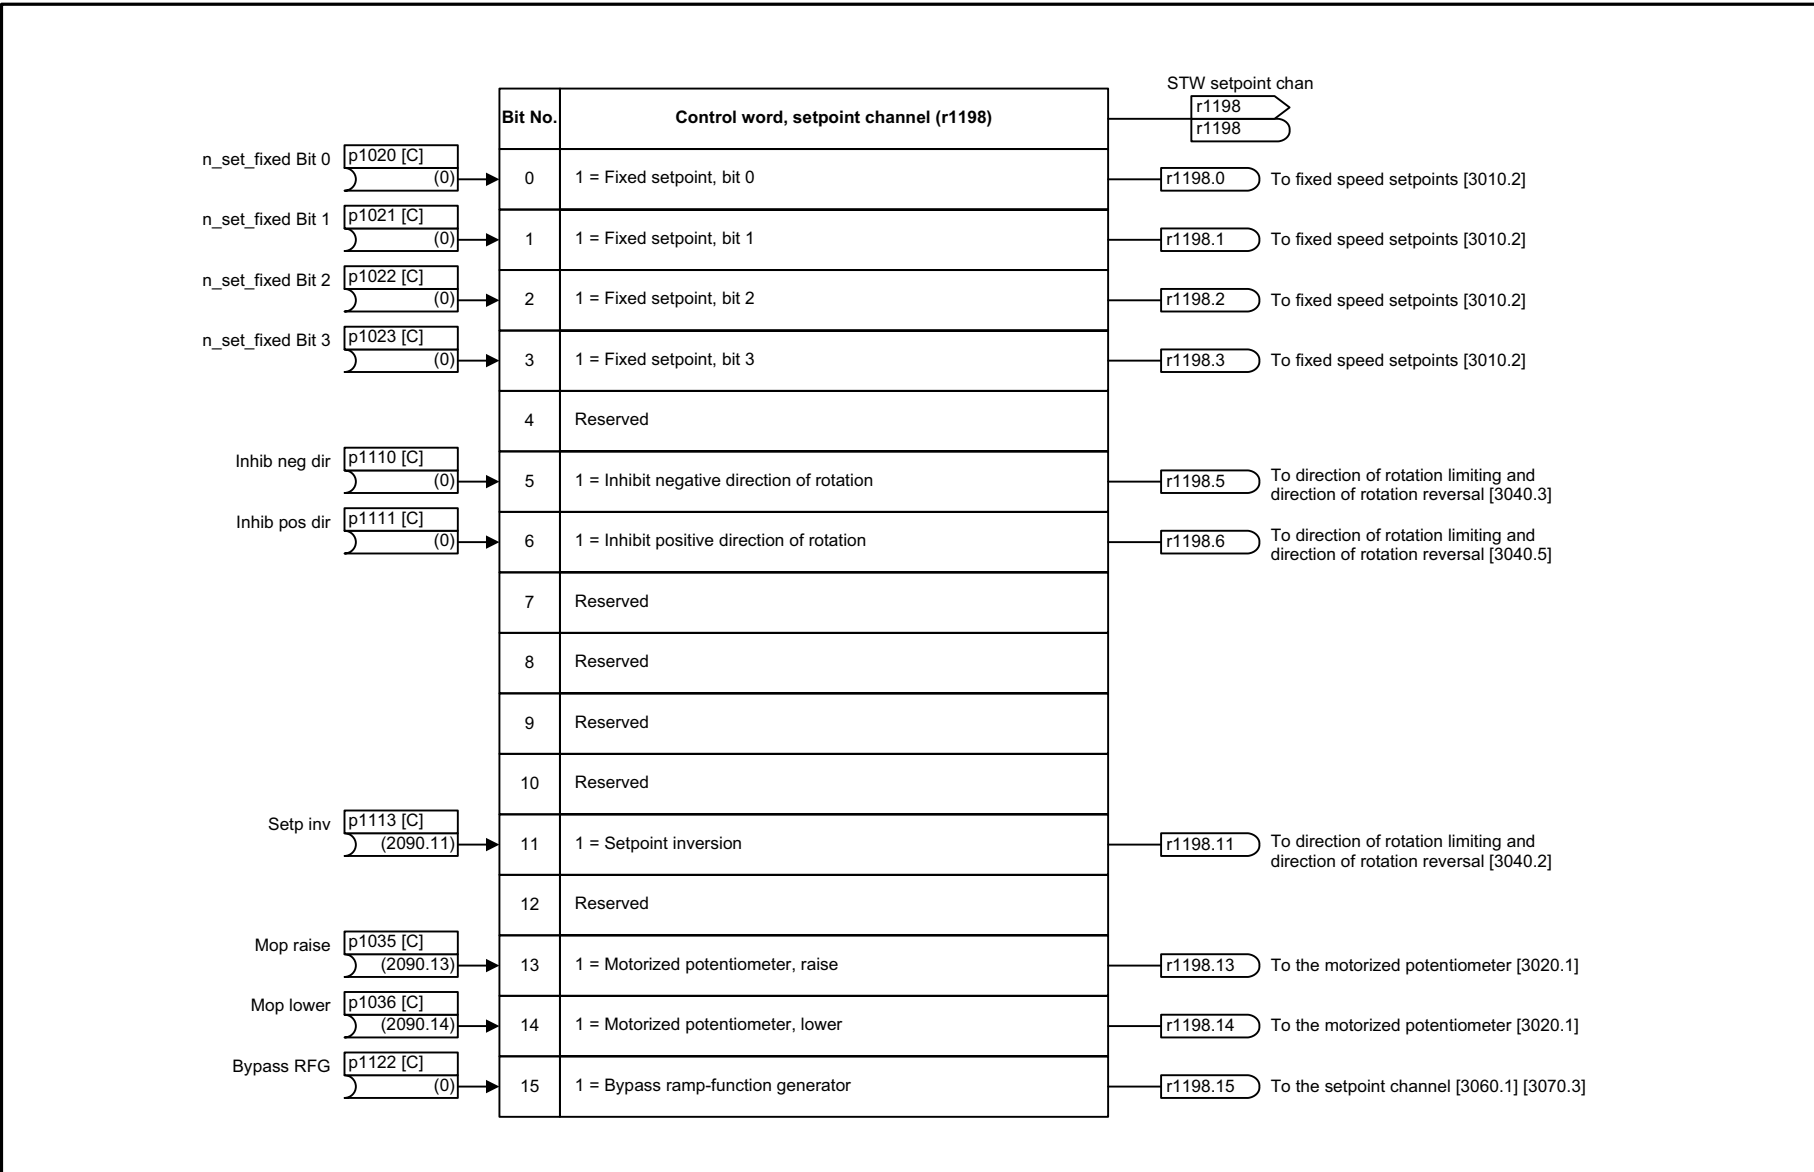 STW setpoint chan
Bit No. Control word, setpoint channel (r1198) r1198
r1198
n_set_fixed Bit 0 p1020 [C]
(0) 0 1 = Fixed setpoint, bit 0 r1198.0 To fixed speed setpoints [3010.2]
n_set_fixed Bit 1 p1021 [C]
(0) 1 1 = Fixed setpoint, bit 1 r1198.1 To fixed speed setpoints [3010.2]
n_set_fixed Bit 2 p1022 [C]
(0) 2 1 = Fixed setpoint, bit 2 r1198.2 To fixed speed setpoints [3010.2]
n_set_fixed Bit 3 p1023 [C]
(0) 3 1 = Fixed setpoint, bit 3 r1198.3 To fixed speed setpoints [3010.2]
4 Reserved
Inhib neg dir p1110 [C]
(0) 5 1 = Inhibit negative direction of rotation r1198.5 To direction of rotation limiting and
direction of rotation reversal [3040.3]
Inhib pos dir p1111 [C]
(0) 6 1 = Inhibit positive direction of rotation r1198.6 To direction of rotation limiting and
direction of rotation reversal [3040.5]
7 Reserved
8 Reserved
9 Reserved
10 Reserved
Setp inv p1113 [C]
(2090.11) 11 1 = Setpoint inversion r1198.11 To direction of rotation limiting and
direction of rotation reversal [3040.2]
12 Reserved
Mop raise p1035 [C]
(2090.13) 13 1 = Motorized potentiometer, raise r1198.13 To the motorized potentiometer [3020.1]
Mop lower p1036 [C]
(2090.14) 14 1 = Motorized potentiometer, lower r1198.14 To the motorized potentiometer [3020.1]
Bypass RFG p1122 [C]
(0) 15 1 = Bypass ramp-function generator r1198.15 To the setpoint channel [3060.1] [3070.3]